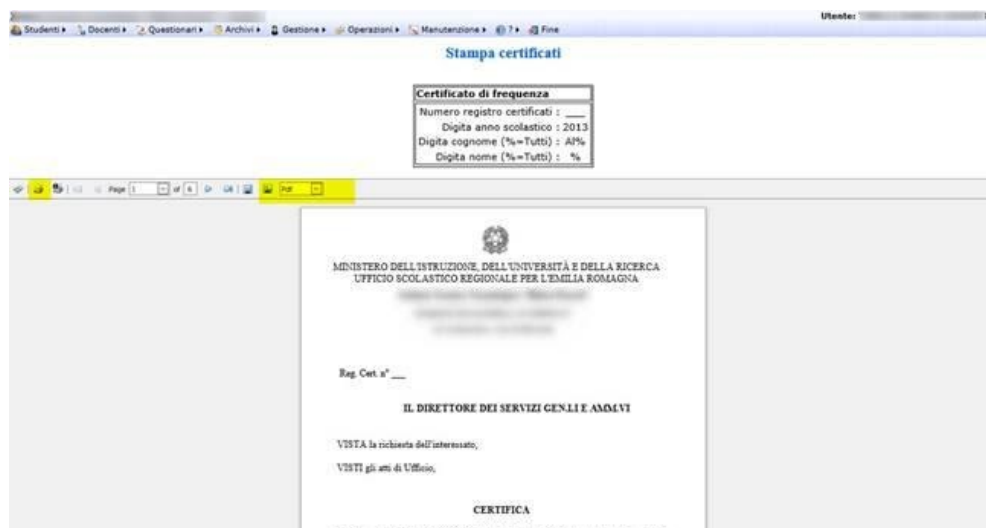 Utente:
Studenti Docenti Questionari Archivi Gestione Operazioni Manutenzione ? Fine
Stampa certificati
Certificato di frequenza
Numero registro certificati : ___
Digita anno scolastico : 2013
Digita cognome (%=Tutti) : Al%
Digita nome (%=Tutti) : %
Page 1 of 6 Pdf
MINISTERO DELL'ISTRUZIONE, DELL'UNIVERSITÀ E DELLA RICERCA
UFFICIO SCOLASTICO REGIONALE PER L'EMILIA ROMAGNA
Reg. Cert. n° ___
IL DIRETTORE DEI SERVIZI GEN.LI E AMM.VI
VISTA la richiesta dell'interessato,
VISTI gli atti di Ufficio,
CERTIFICA